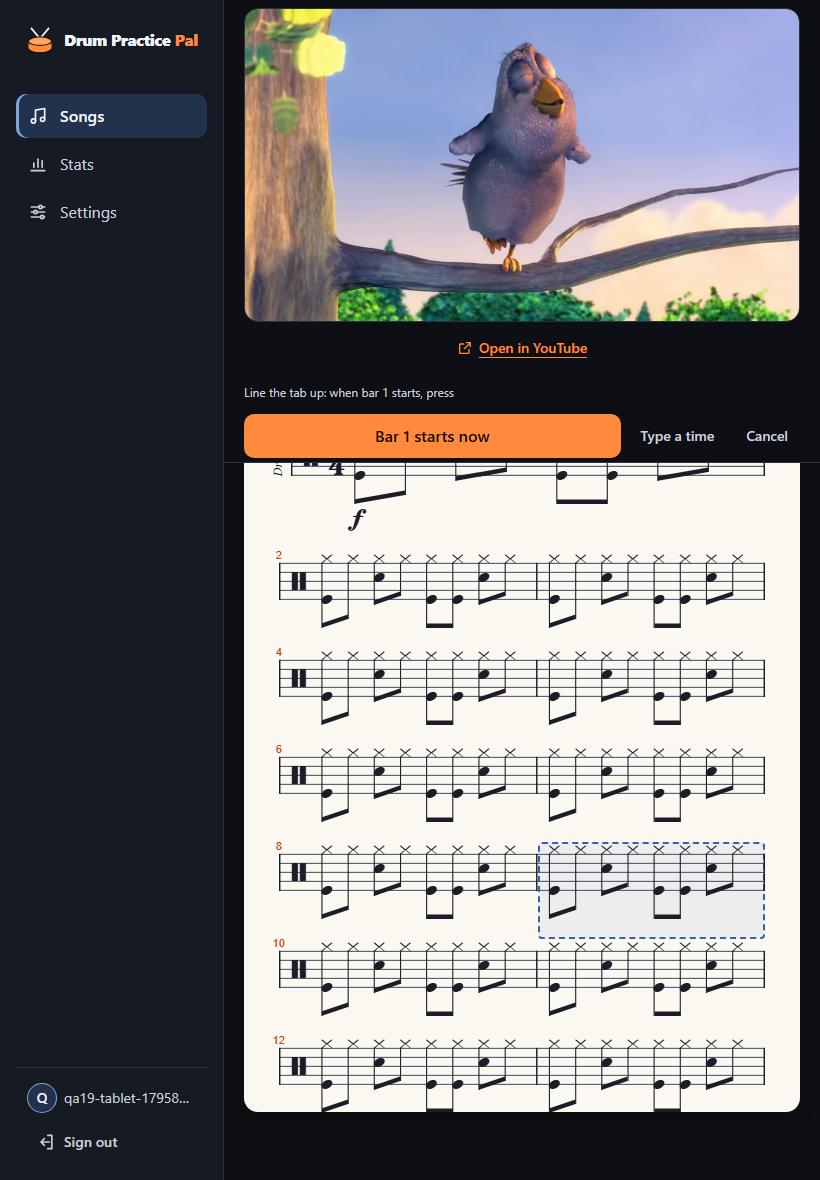 Drum Practice Pal
Songs
Stats
Settings
Open in YouTube
Line the tab up: when bar 1 starts, press
Bar 1 starts now
Type a time
Cancel
4
f
2
4
6
8
10
12
Q
qa19-tablet-17958...
Sign out